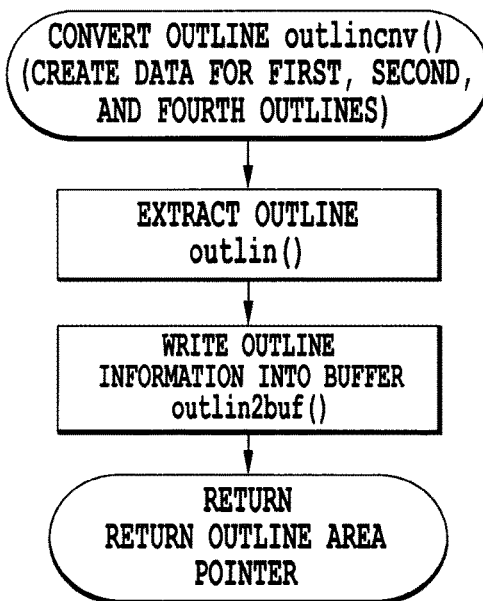 CONVERT OUTLINE outlincnv()
(CREATE DATA FOR FIRST, SECOND,
AND FOURTH OUTLINES)
EXTRACT OUTLINE
outlin()
WRITE OUTLINE
INFORMATION INTO BUFFER
outlin2buf()
RETURN
RETURN OUTLINE AREA
POINTER